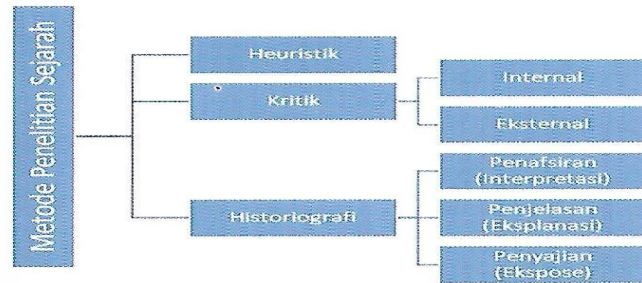 Metode Penelitian Sejarah
Heuristik
Kritik
Internal
Eksternal
Historiografi
Penafsiran
(Interpretasi)
Penjelasan
(Eksplanasi)
Penyajian
(Ekspose)